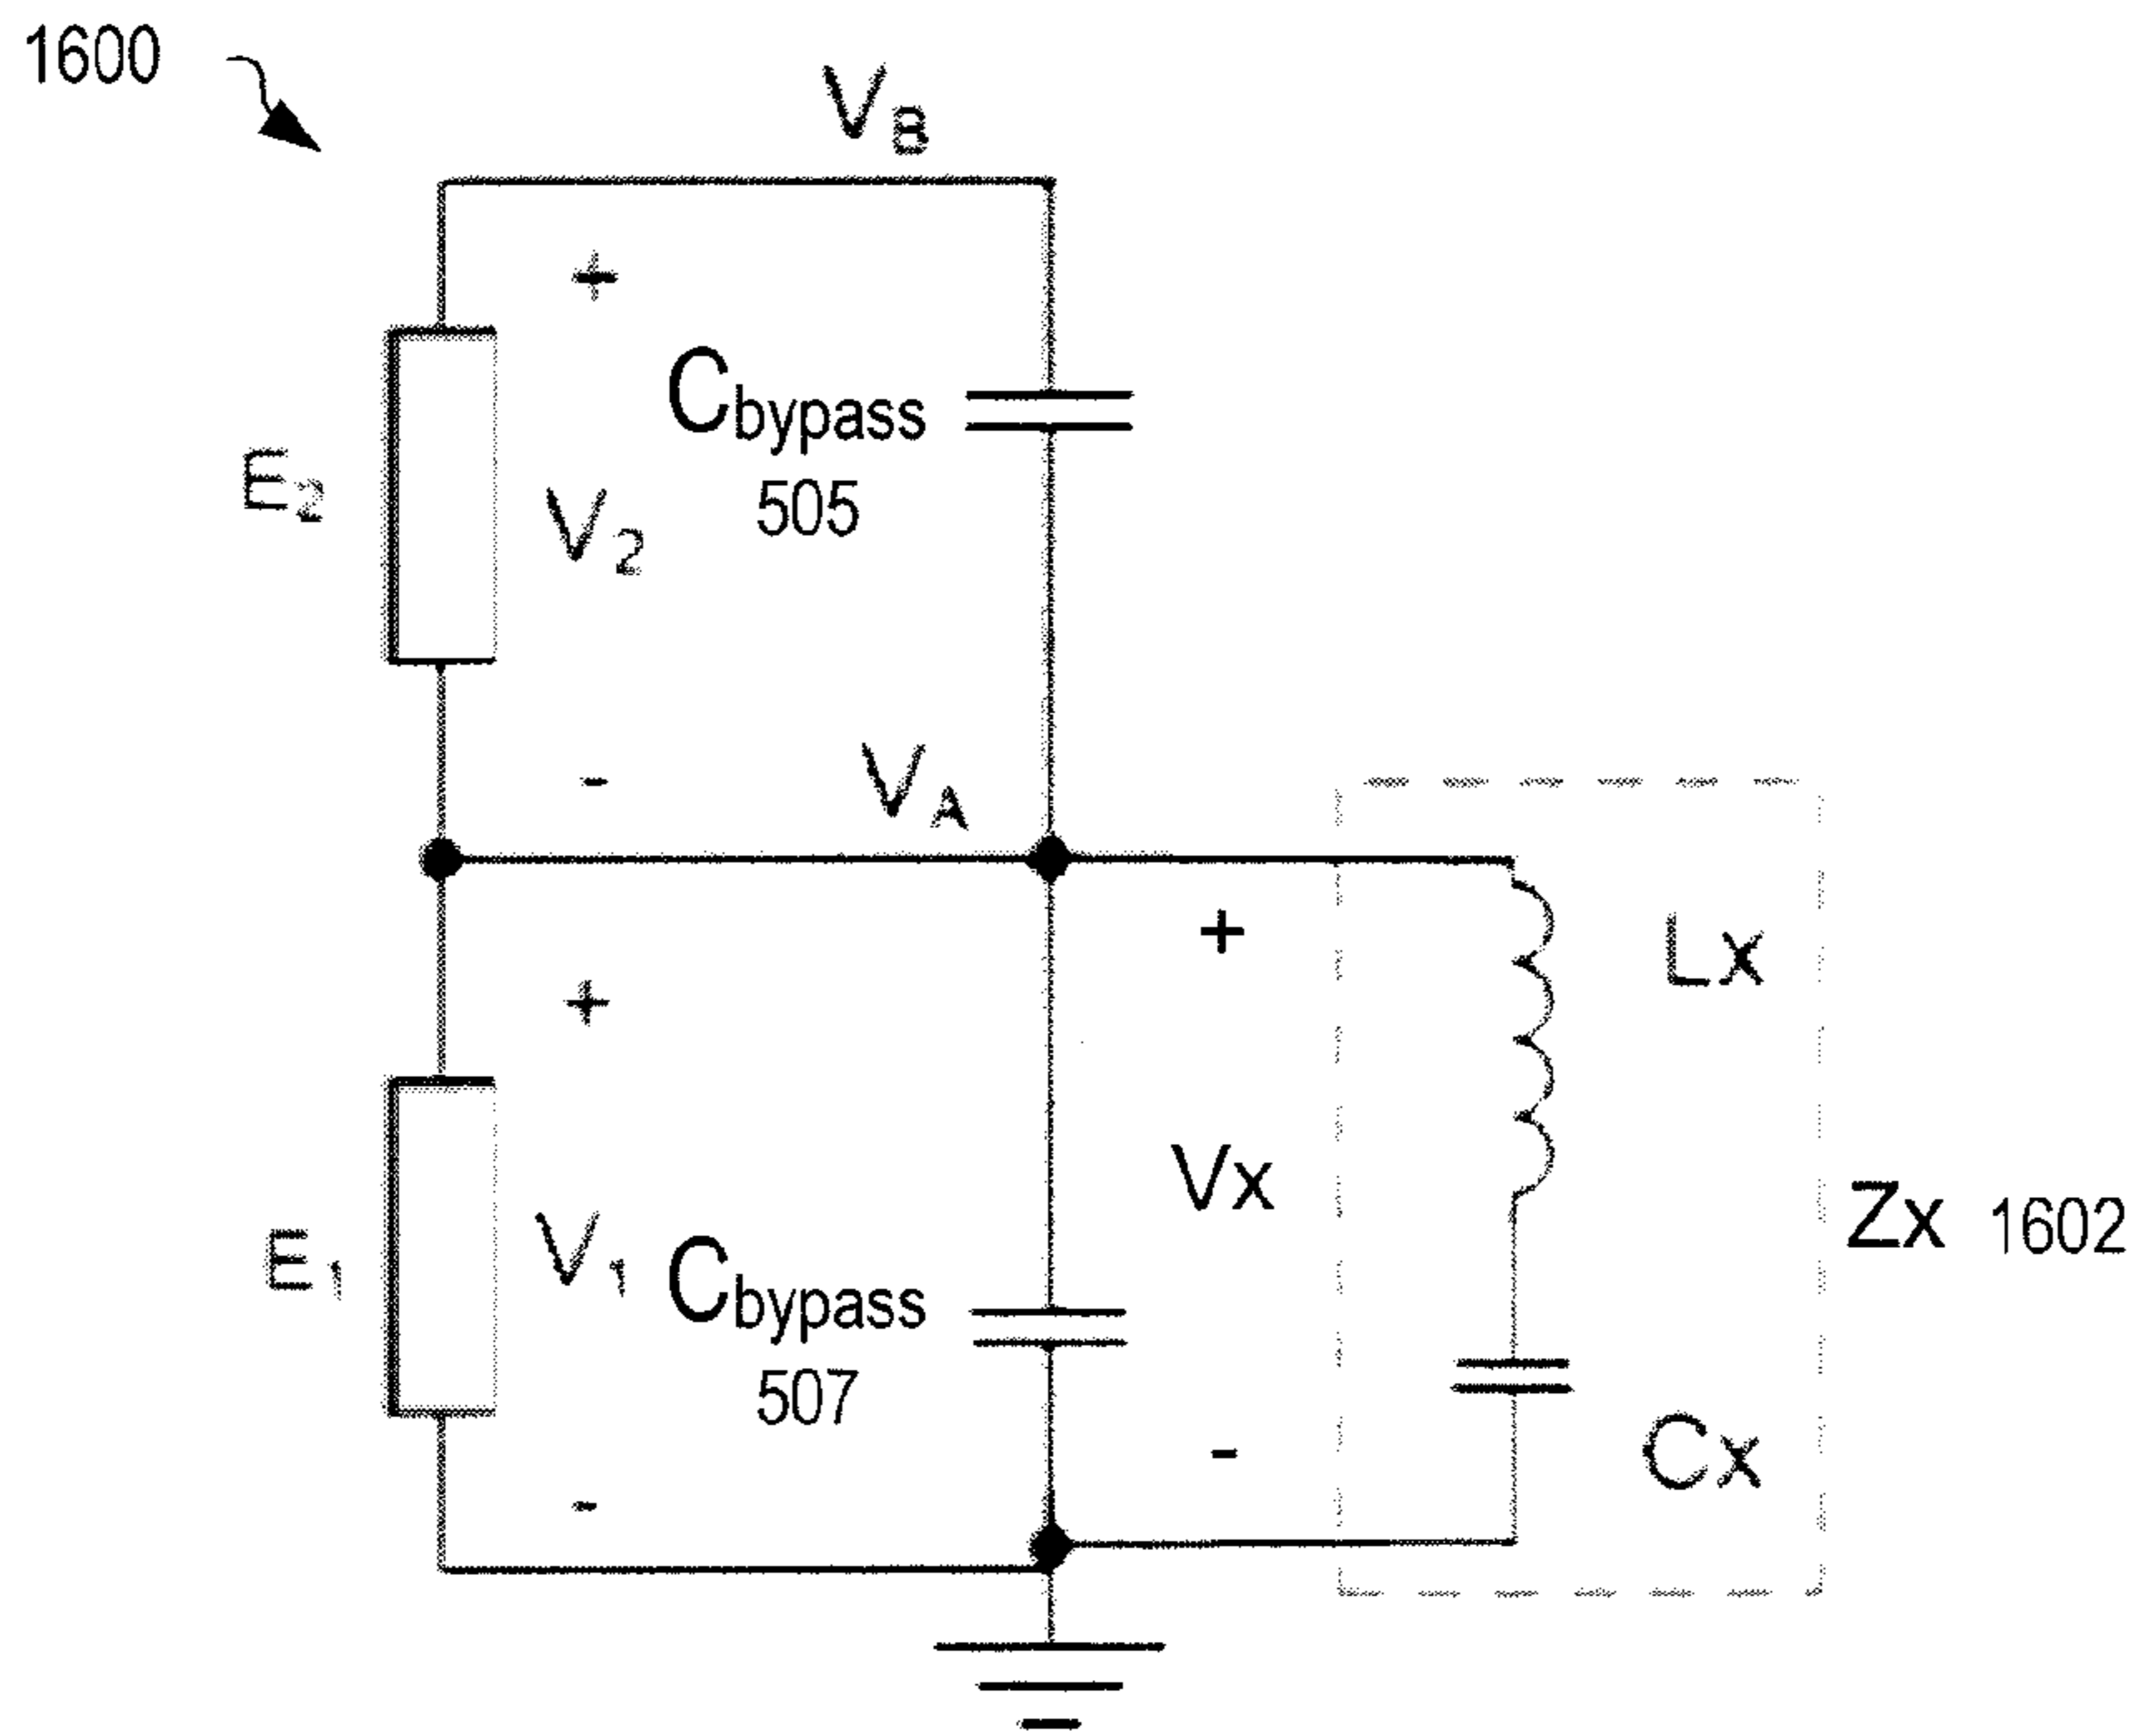 1600
VB
+
Cbypass
505
E2
V2
-
VA
+
Lx
+
Vx
Zx 1602
E1
V1
Cbypass
507
-
Cx
-